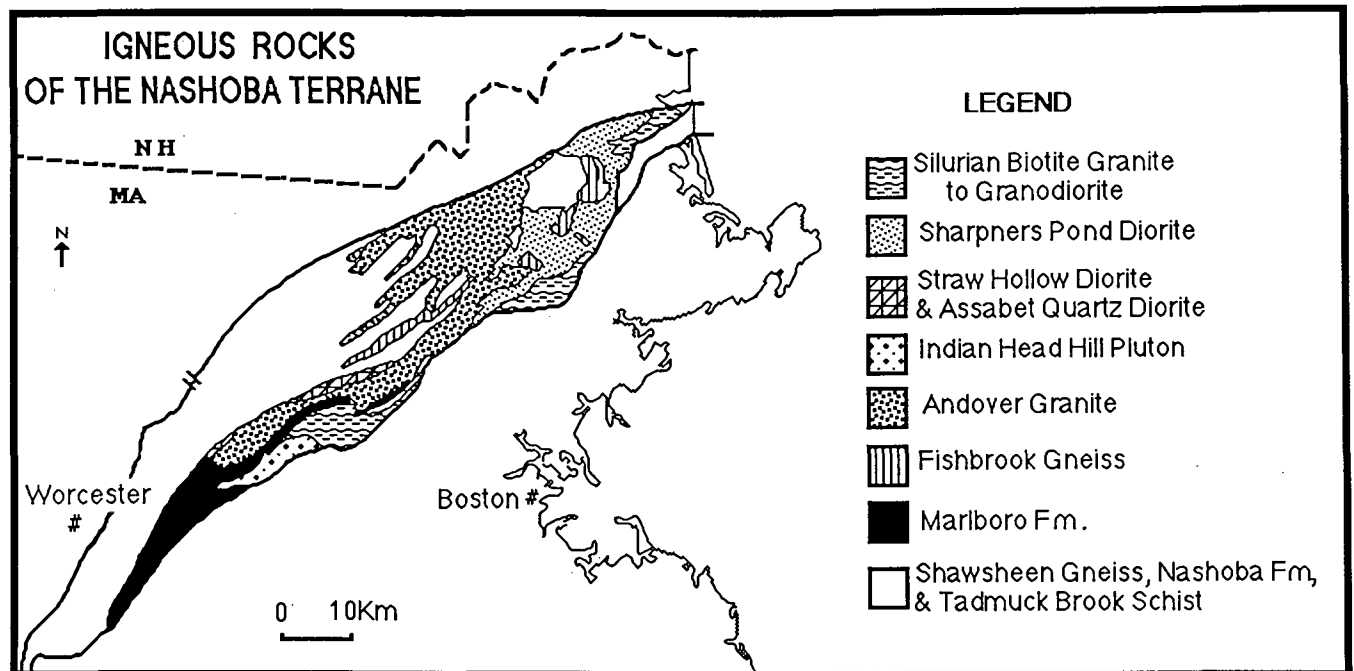 IGNEOUS ROCKS
OF THE NASHOBA TERRANE
NH
MA
N
Worcester
#
Boston #
0 10Km
LEGEND
Silurian Biotite Granite
to Granodiorite
Sharpners Pond Diorite
Straw Hollow Diorite
& Assabet Quartz Diorite
Indian Head Hill Pluton
Andover Granite
Fishbrook Gneiss
Marlboro Fm.
Shawsheen Gneiss, Nashoba Fm,
& Tadmuck Brook Schist